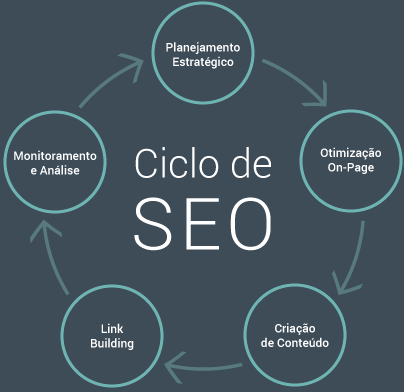 Planejamento
Estratégico
Otimização
On-Page
Criação
de Conteúdo
Link
Building
Monitoramento
e Análise
Ciclo de
SEO